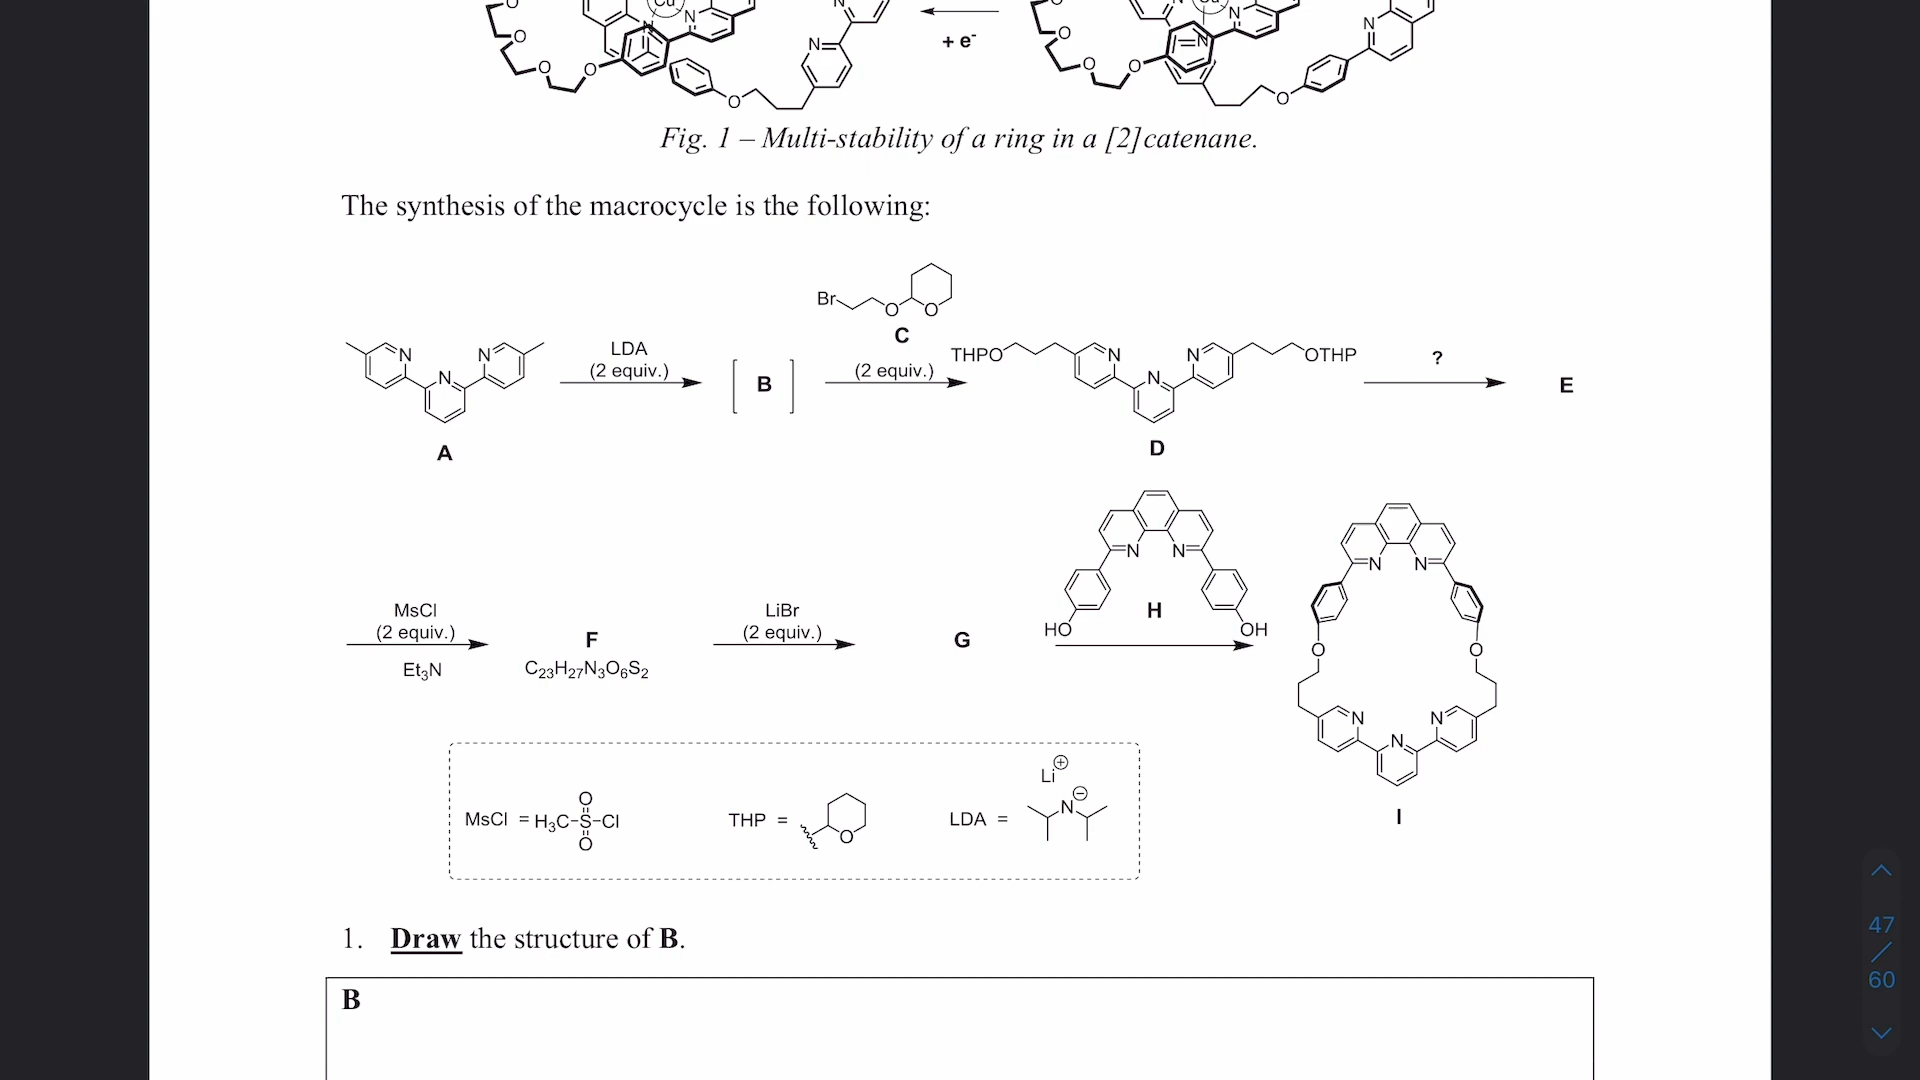 Cu
N
N
N
O
O
O
O
O
+ e-
Cu
N
N
N
O
O
O
O
O
Fig. 1 – Multi-stability of a ring in a [2]catenane.
The synthesis of the macrocycle is the following:
Br
O
O
C
N
N
N
A
LDA
(2 equiv.)
B
(2 equiv.)
THPO
N
N
N
OTHP
D
?
E
MsCl
(2 equiv.)
Et3N
F
C23H27N3O6S2
LiBr
(2 equiv.)
G
N
N
HO
OH
H
N
N
O
O
N
N
N
I
MsCl = H3C-S-Cl
O
O
THP =
O
LDA =
Li⊕
N⊖
1. Draw the structure of B.
B
47
/
60